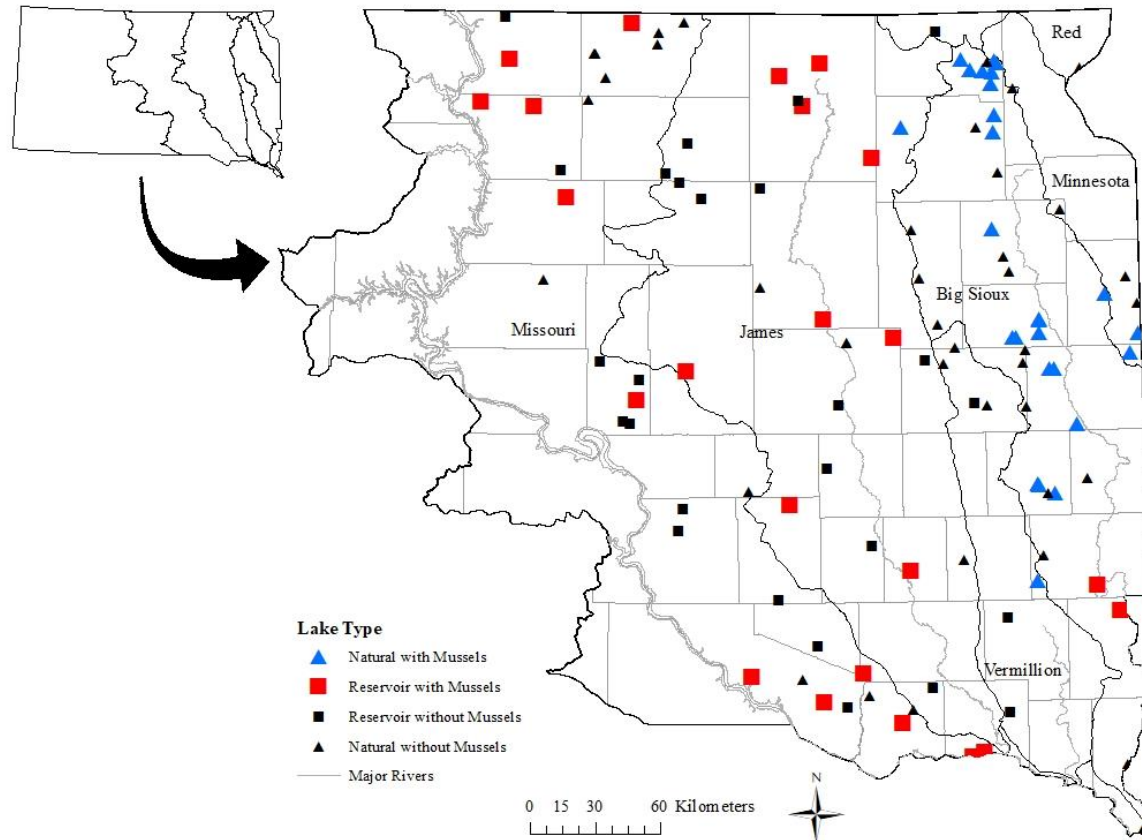 Red
Minnesota
Big Sioux
Missouri
James
Vermillion
Lake Type
Natural with Mussels
Reservoir with Mussels
Reservoir without Mussels
Natural without Mussels
Major Rivers
N
0 15 30 60 Kilometers